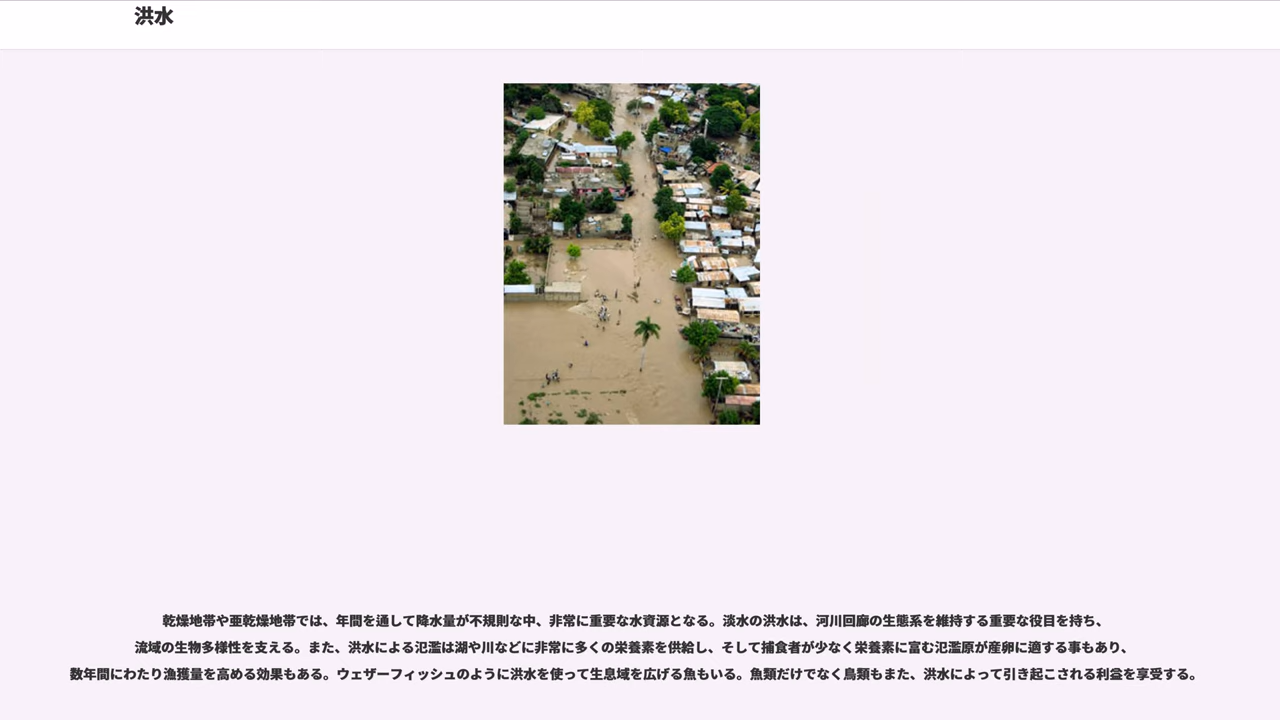 洪水
乾燥地帯や亜乾燥地帯では、年間を通して降水量が不規則な中、非常に重要な水資源となる。淡水の洪水は、河川回廊の生態系を維持する重要な役目を持ち、
流域の生物多様性を支える。また、洪水による氾濫は湖や川などに非常に多くの栄養素を供給し、そして捕食者が少なく栄養素に富む氾濫原が産卵に適する事もあり、
数年間にわたり漁獲量を高める効果もある。ウェザーフィッシュのように洪水を使って生息域を広げる魚もいる。魚類だけでなく鳥類もまた、洪水によって引き起こされる利益を享受する。